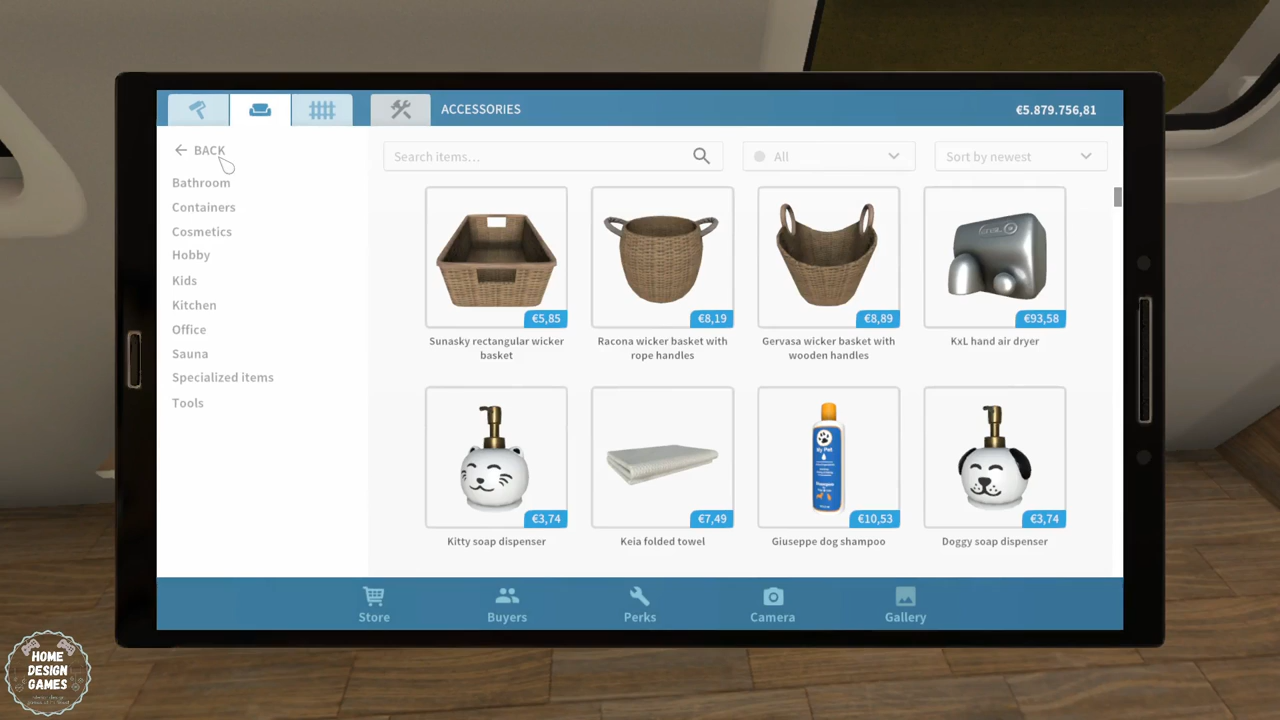 ACCESSORIES
€5.879.756,81
BACK
Bathroom
Containers
Cosmetics
Hobby
Kids
Kitchen
Office
Sauna
Specialized items
Tools
Search items...
All
Sort by newest
€5,85
€8,19
€8,89
€93,58
Sunasky rectangular wicker
basket
Racona wicker basket with
rope handles
Gervasa wicker basket with
wooden handles
KxL hand air dryer
€3,74
€7,49
€10,53
€3,74
My Pet
Kitty soap dispenser
Keia folded towel
Giuseppe dog shampoo
Doggy soap dispenser
Store
Buyers
Perks
Camera
Gallery
HOME
DESIGN
GAMES